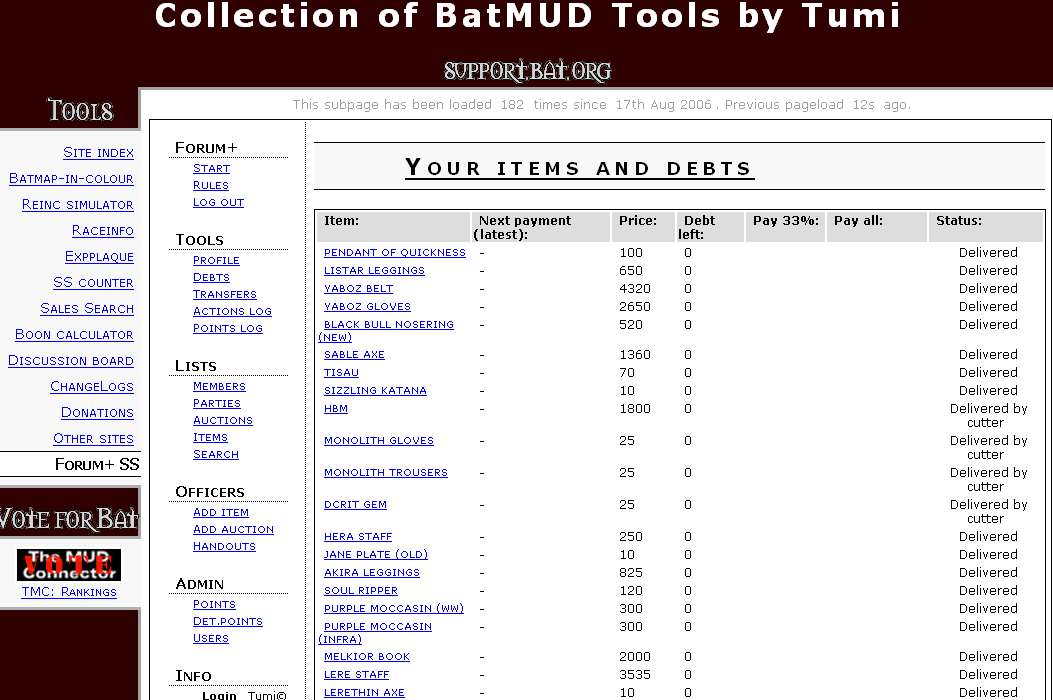 Collection of BatMUD Tools by Tumi
SUPPORT.BAT.ORG
This subpage has been loaded 182 times since 17th Aug 2006 . Previous pageload 12s ago.
Tools
Site index
Batmap-in-colour
Reinc simulator
Raceinfo
Expplaque
SS counter
Sales Search
Boon calculator
Discussion board
ChangeLogs
Donations
Other sites
Forum+ SS
Vote for Bat
The MUD
VOTE
Connector
TMC: Rankings
Forum+
Start
Rules
Log out
Tools
Profile
Debts
Transfers
Actions log
Points log
Lists
Members
Parties
Auctions
Items
Search
Officers
Add item
Add auction
Handouts
Admin
Points
Det.points
Users
Info
Login Tumi©
Your items and debts
Item: Next payment (latest): Price: Debt left: Pay 33%: Pay all: Status:
pendant of quickness - 100 0 Delivered
listar leggings - 650 0 Delivered
yaboz belt - 4320 0 Delivered
yaboz gloves - 2650 0 Delivered
black bull nosering - 520 0 Delivered
(new)
sable axe - 1360 0 Delivered
tisau - 70 0 Delivered
sizzling katana - 10 0 Delivered
hbm - 1800 0 Delivered by
cutter
monolith gloves - 25 0 Delivered by
cutter
monolith trousers - 25 0 Delivered by
cutter
dcrit gem - 25 0 Delivered by
cutter
hera staff - 250 0 Delivered
jane plate (old) - 10 0 Delivered
akira leggings - 825 0 Delivered
soul ripper - 120 0 Delivered
purple moccasin (ww) - 300 0 Delivered
purple moccasin - 300 0 Delivered
(infra)
melkior book - 2000 0 Delivered
lere staff - 3535 0 Delivered
lerethin axe - 10 0 Delivered